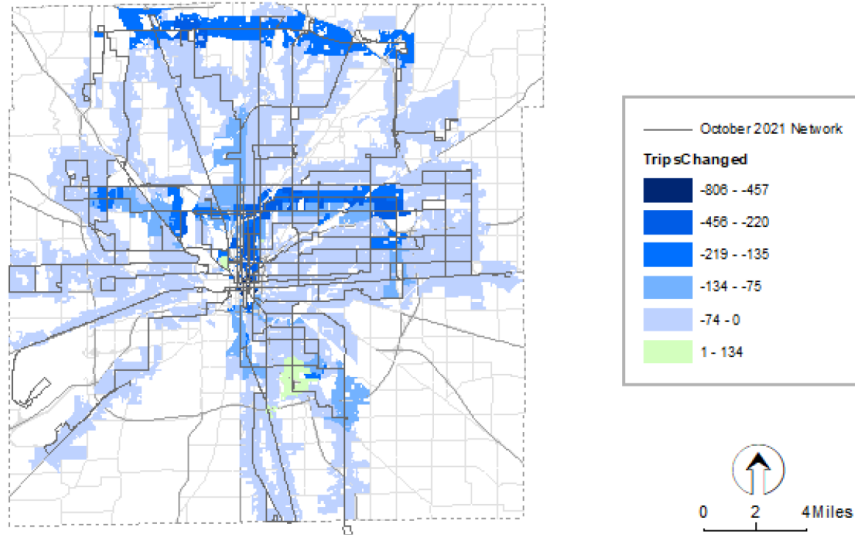 October 2021 Network
TripsChanged
-806 - -457
-456 - -220
-219 - -135
-134 - -75
-74 - 0
1 - 134
0 2 4 Miles